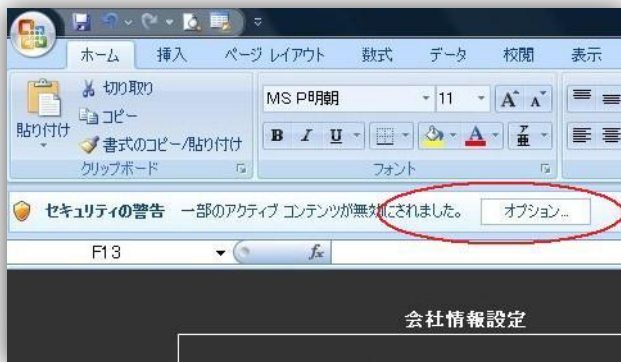 ホーム 挿入 ページ レイアウト 数式 データ 校閲 表示
切り取り
コピー
書式のコピー/貼り付け
貼り付け
クリップボード
MS P明朝 11 A A
B I U A 亜
フォント
セキュリティの警告 一部のアクティブ コンテンツが無効にされました。 オプション...
F13 fx
会社情報設定